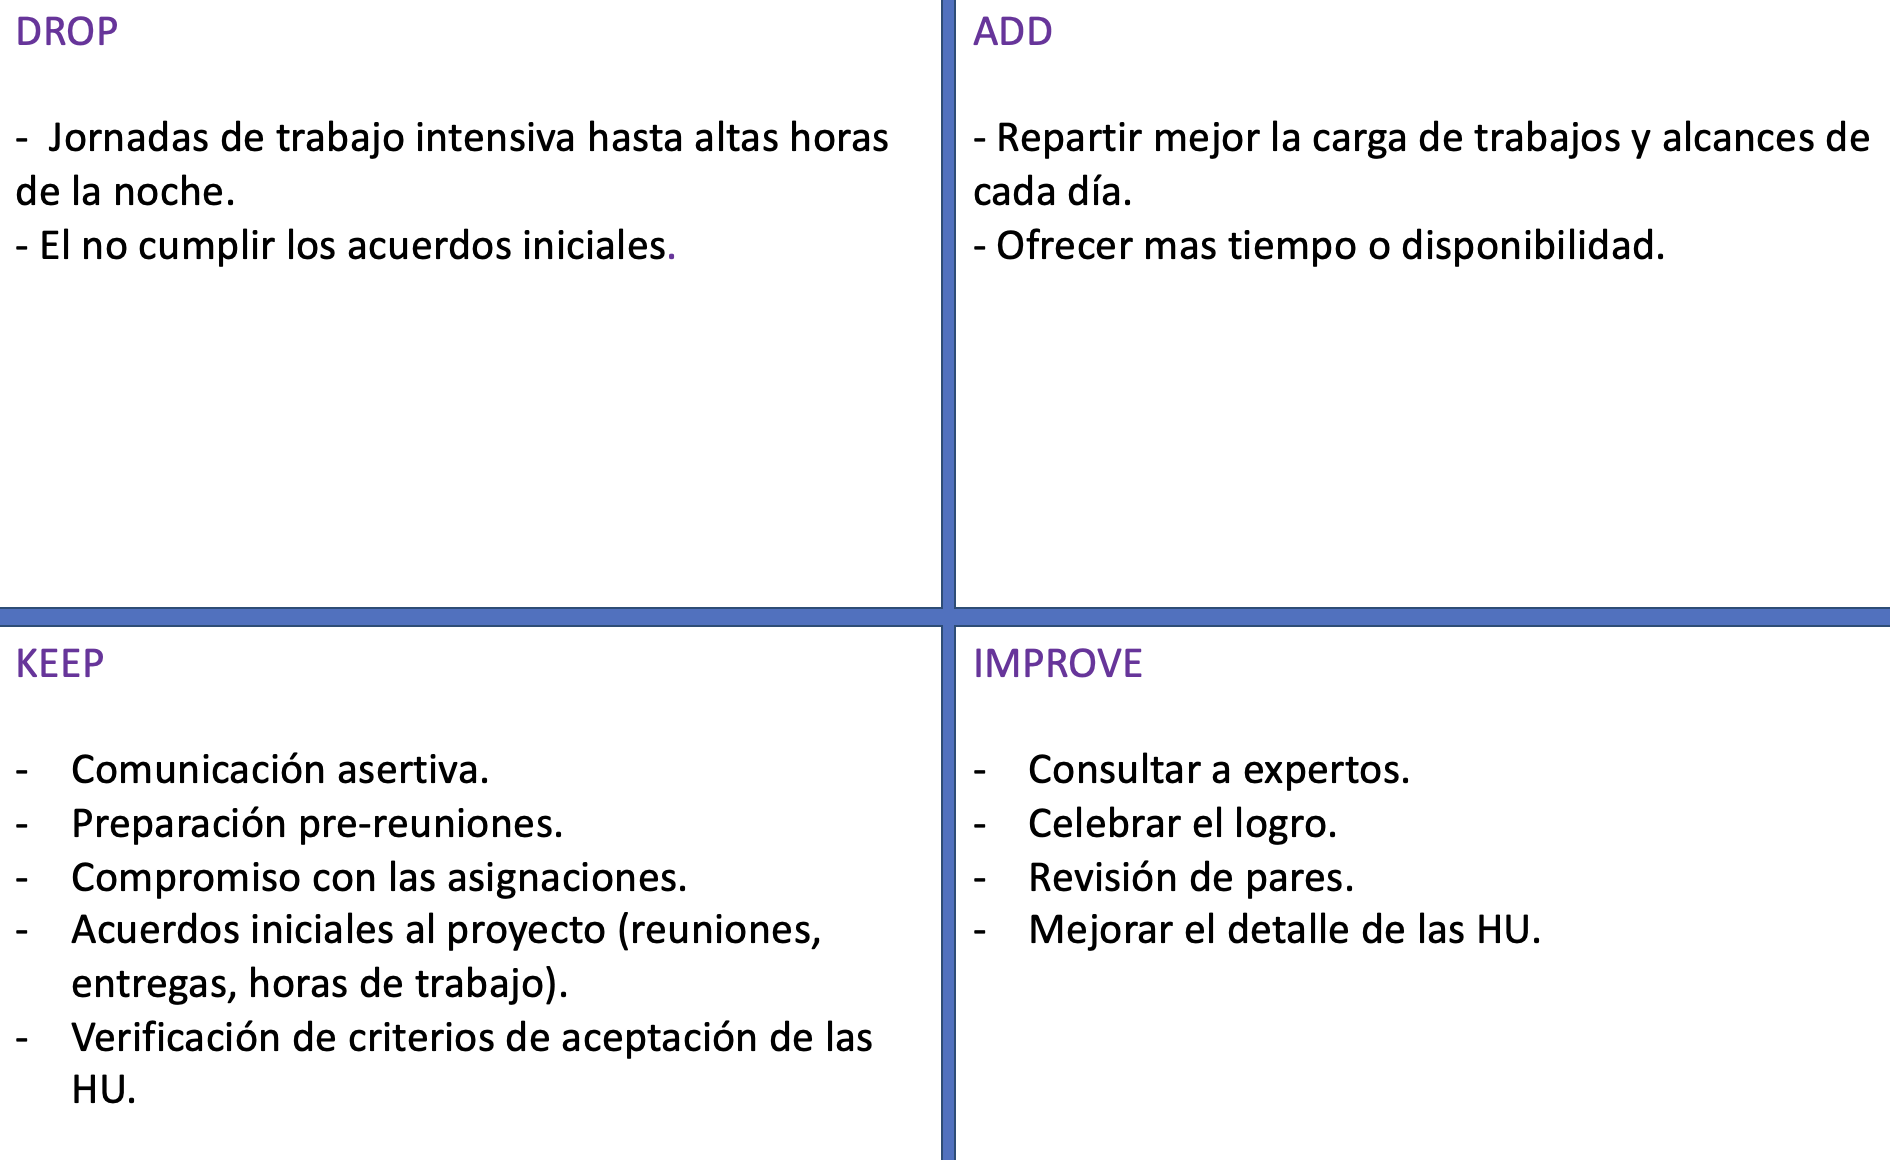 DROP
-  Jornadas de trabajo intensiva hasta altas horas
de la noche.
- El no cumplir los acuerdos iniciales.
ADD
- Repartir mejor la carga de trabajos y alcances de
cada día.
- Ofrecer mas tiempo o disponibilidad.
KEEP
- Comunicación asertiva.
- Preparación pre-reuniones.
- Compromiso con las asignaciones.
- Acuerdos iniciales al proyecto (reuniones,
entregas, horas de trabajo).
- Verificación de criterios de aceptación de las
HU.
IMPROVE
- Consultar a expertos.
- Celebrar el logro.
- Revisión de pares.
- Mejorar el detalle de las HU.